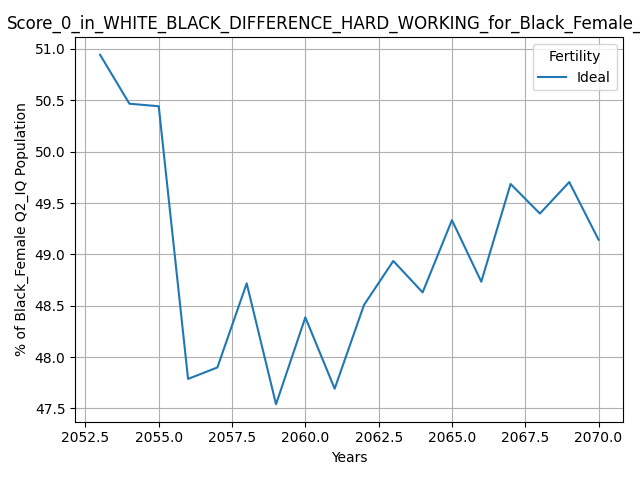 Score_0_in_WHITE_BLACK_DIFFERENCE_HARD_WORKING_for_Black_Female_
Fertility
Ideal
% of Black_Female Q2_IQ Population
51.0
50.5
50.0
49.5
49.0
48.5
48.0
47.5
2052.5 2055.0 2057.5 2060.0 2062.5 2065.0 2067.5 2070.0
Years